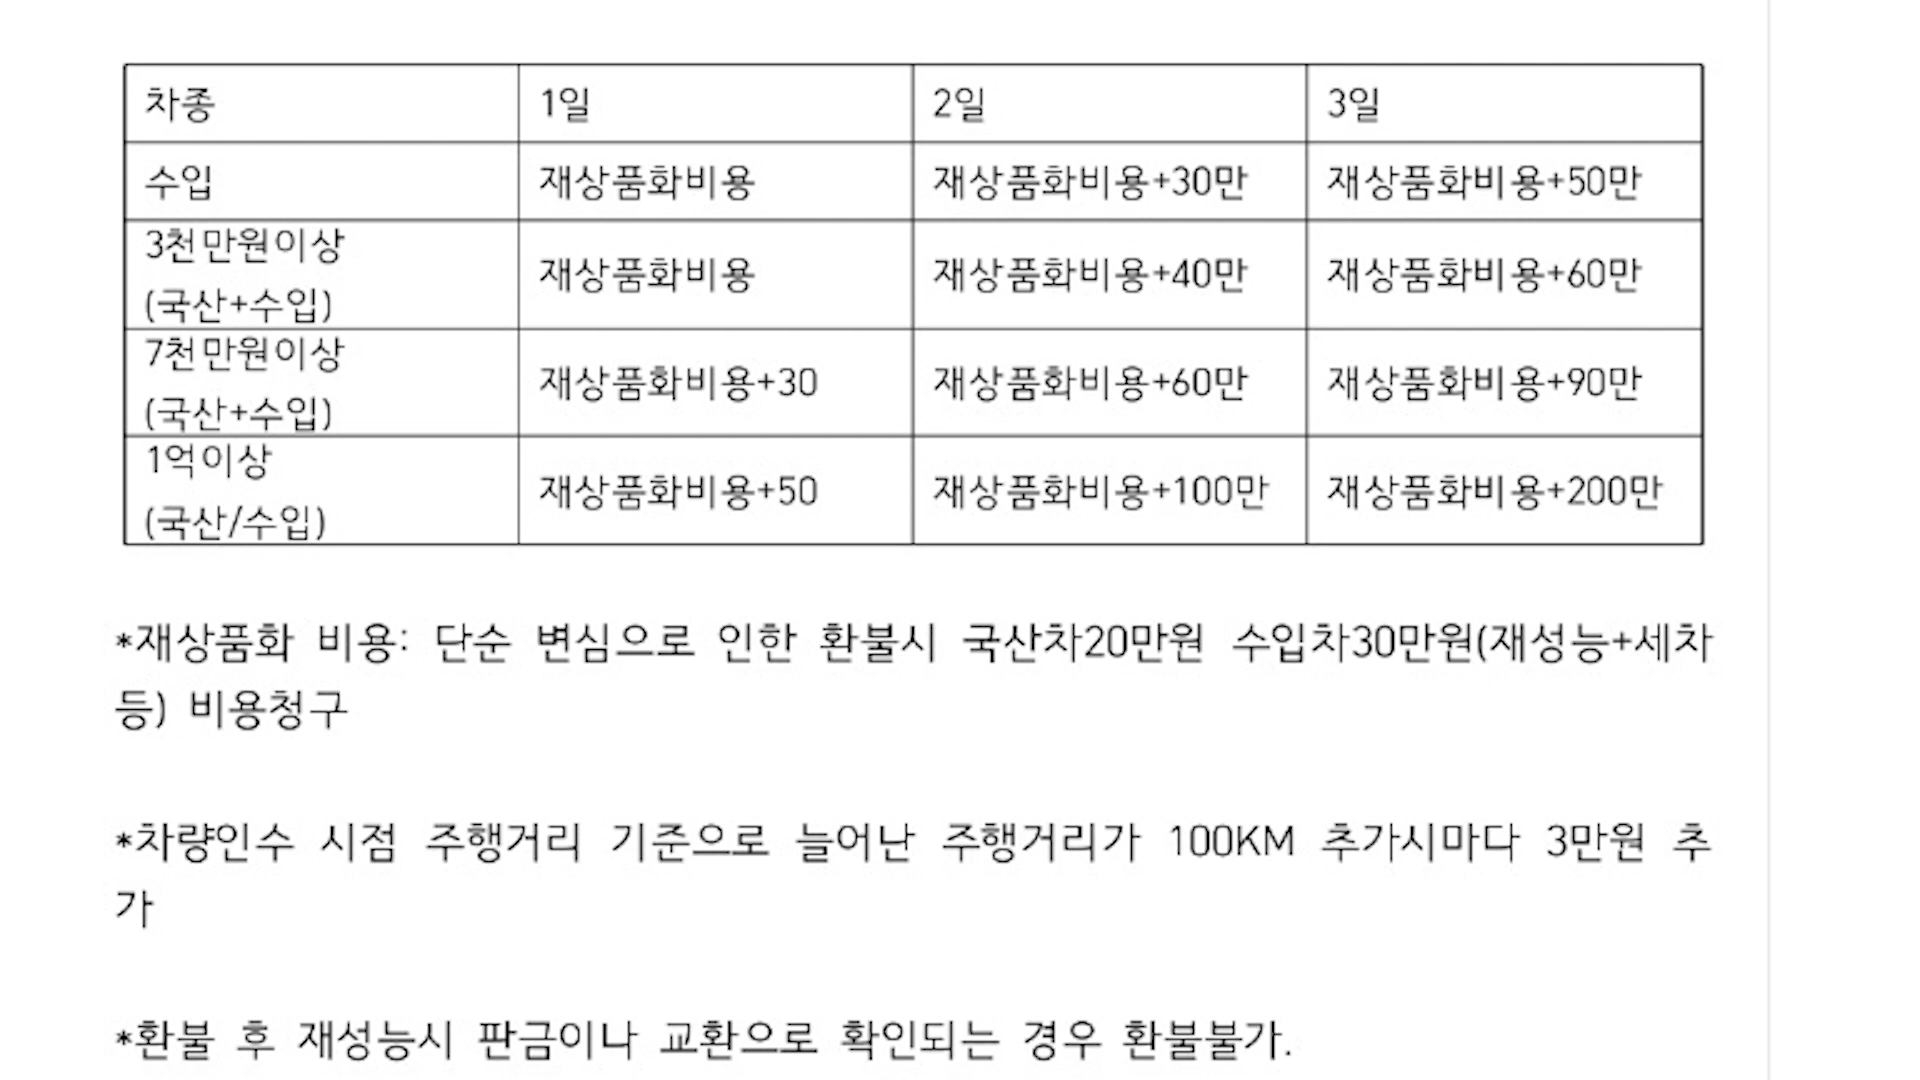 차종 1일 2일 3일
수입 재상품화비용 재상품화비용+30만 재상품화비용+50만
3천만원이상
(국산+수입) 재상품화비용 재상품화비용+40만 재상품화비용+60만
7천만원이상
(국산+수입) 재상품화비용+30 재상품화비용+60만 재상품화비용+90만
1억이상
(국산/수입) 재상품화비용+50 재상품화비용+100만 재상품화비용+200만
*재상품화 비용: 단순 변심으로 인한 환불시 국산차20만원 수입차30만원(재성능+세차
등) 비용청구
*차량인수 시점 주행거리 기준으로 늘어난 주행거리가 100KM 추가시마다 3만원 추
가
*환불 후 재성능시 판금이나 교환으로 확인되는 경우 환불불가.